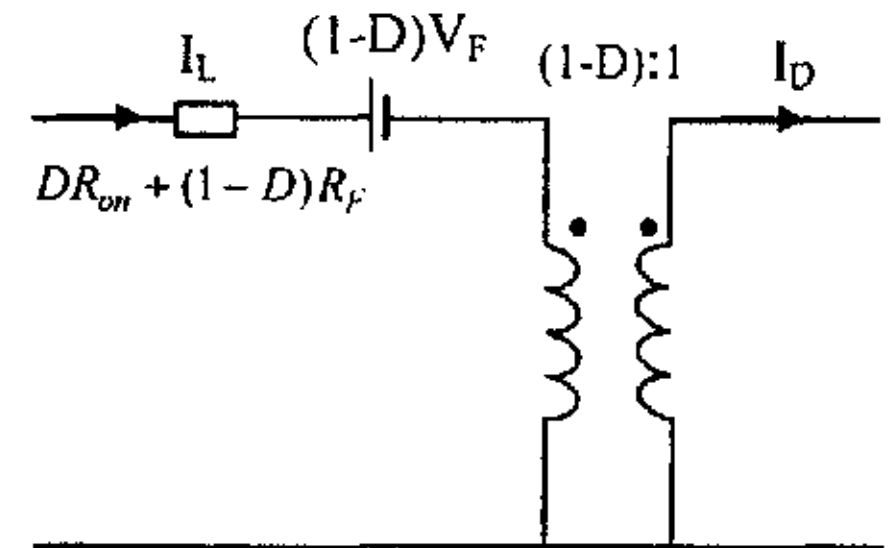 I_L
(1-D)V_F
(1-D):1
I_D
DR_on + (1 – D)R_F